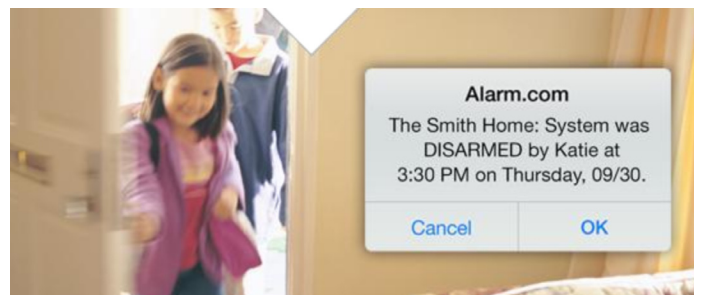 Alarm.com
The Smith Home: System was
DISARMED by Katie at
3:30 PM on Thursday, 09/30.
Cancel OK